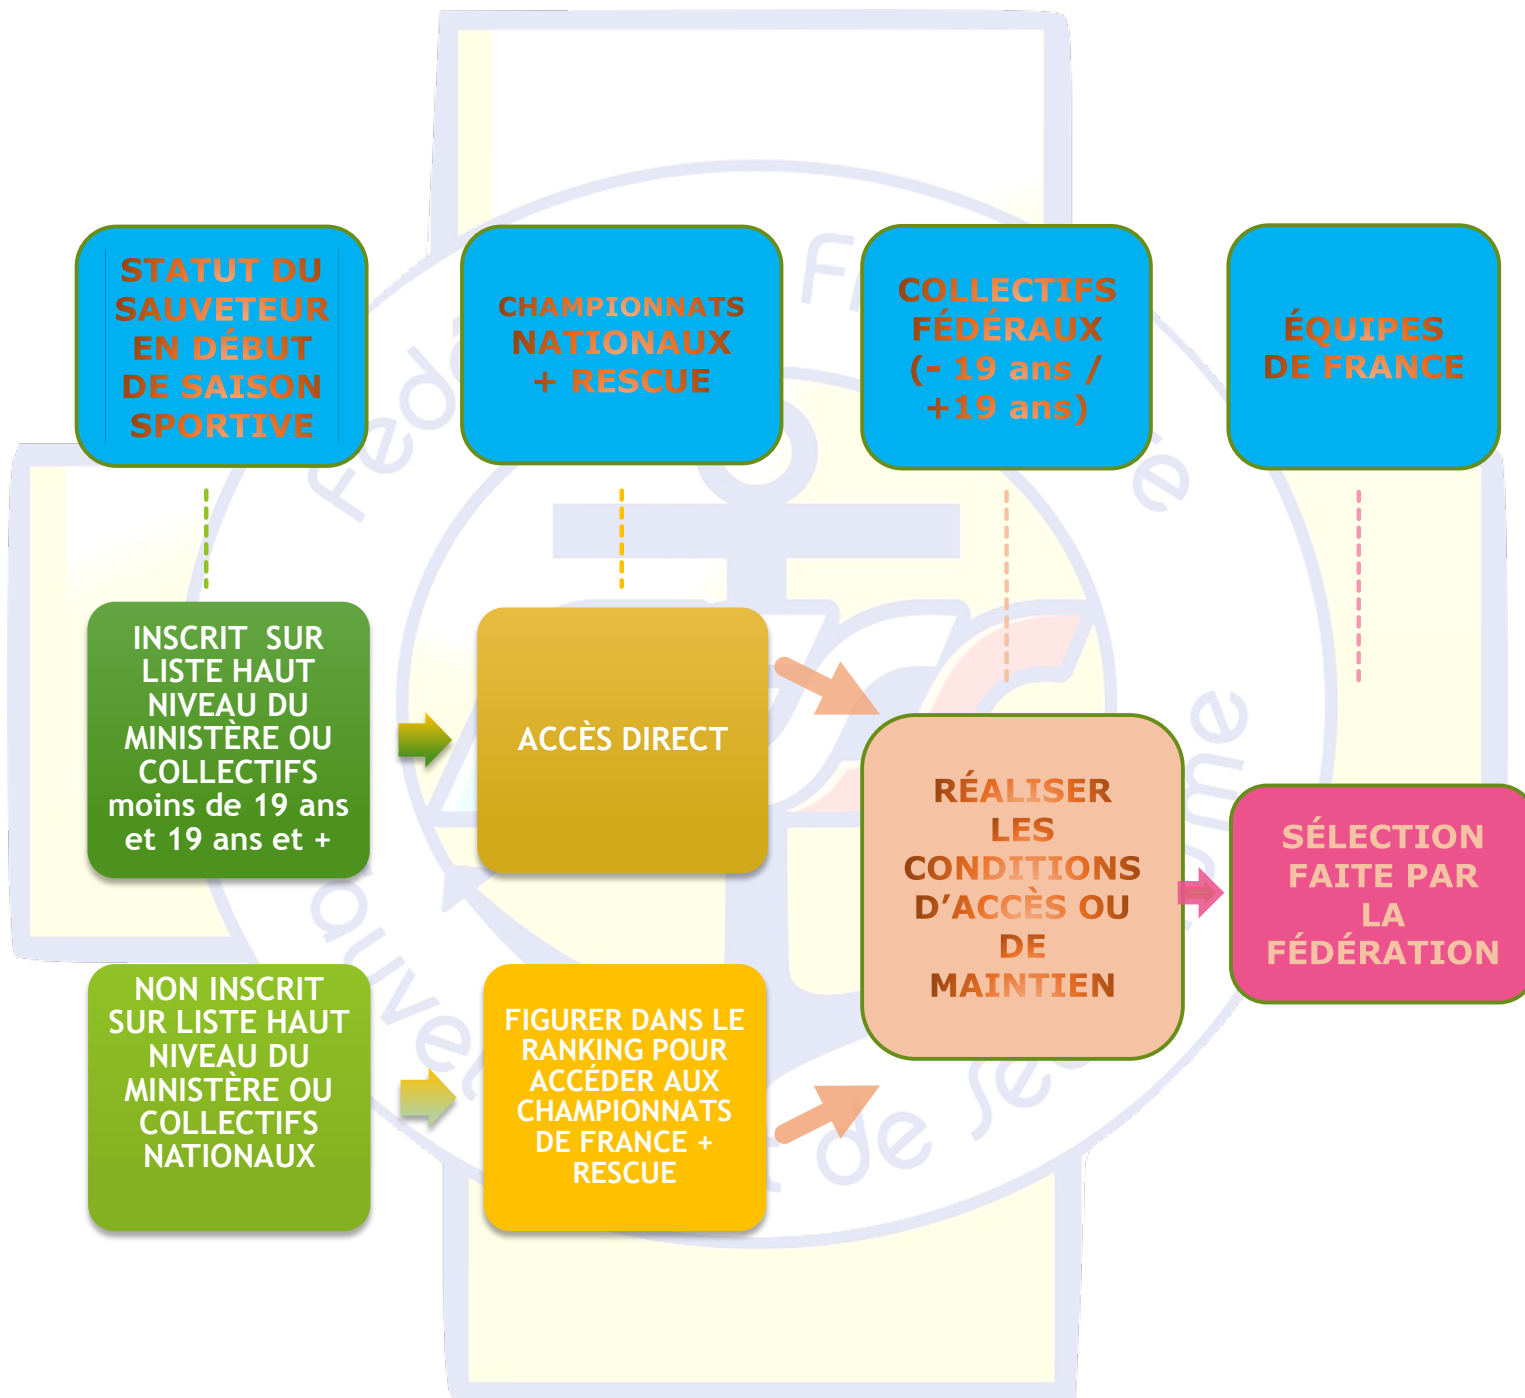 STATUT DU
SAUVETEUR
EN DÉBUT
DE SAISON
SPORTIVE
CHAMPIONNATS
NATIONAUX
+ RESCUE
COLLECTIFS
FÉDÉRAUX
(- 19 ans /
+19 ans)
ÉQUIPES
DE FRANCE
INSCRIT SUR
LISTE HAUT
NIVEAU DU
MINISTÈRE OU
COLLECTIFS
moins de 19 ans
et 19 ans et +
ACCÈS DIRECT
RÉALISER
LES
CONDITIONS
D’ACCÈS OU
DE
MAINTIEN
SÉLECTION
FAITE PAR
LA
FÉDÉRATION
NON INSCRIT
SUR LISTE HAUT
NIVEAU DU
MINISTÈRE OU
COLLECTIFS
NATIONAUX
FIGURER DANS LE
RANKING POUR
ACCÉDER AUX
CHAMPIONNATS
DE FRANCE +
RESCUE